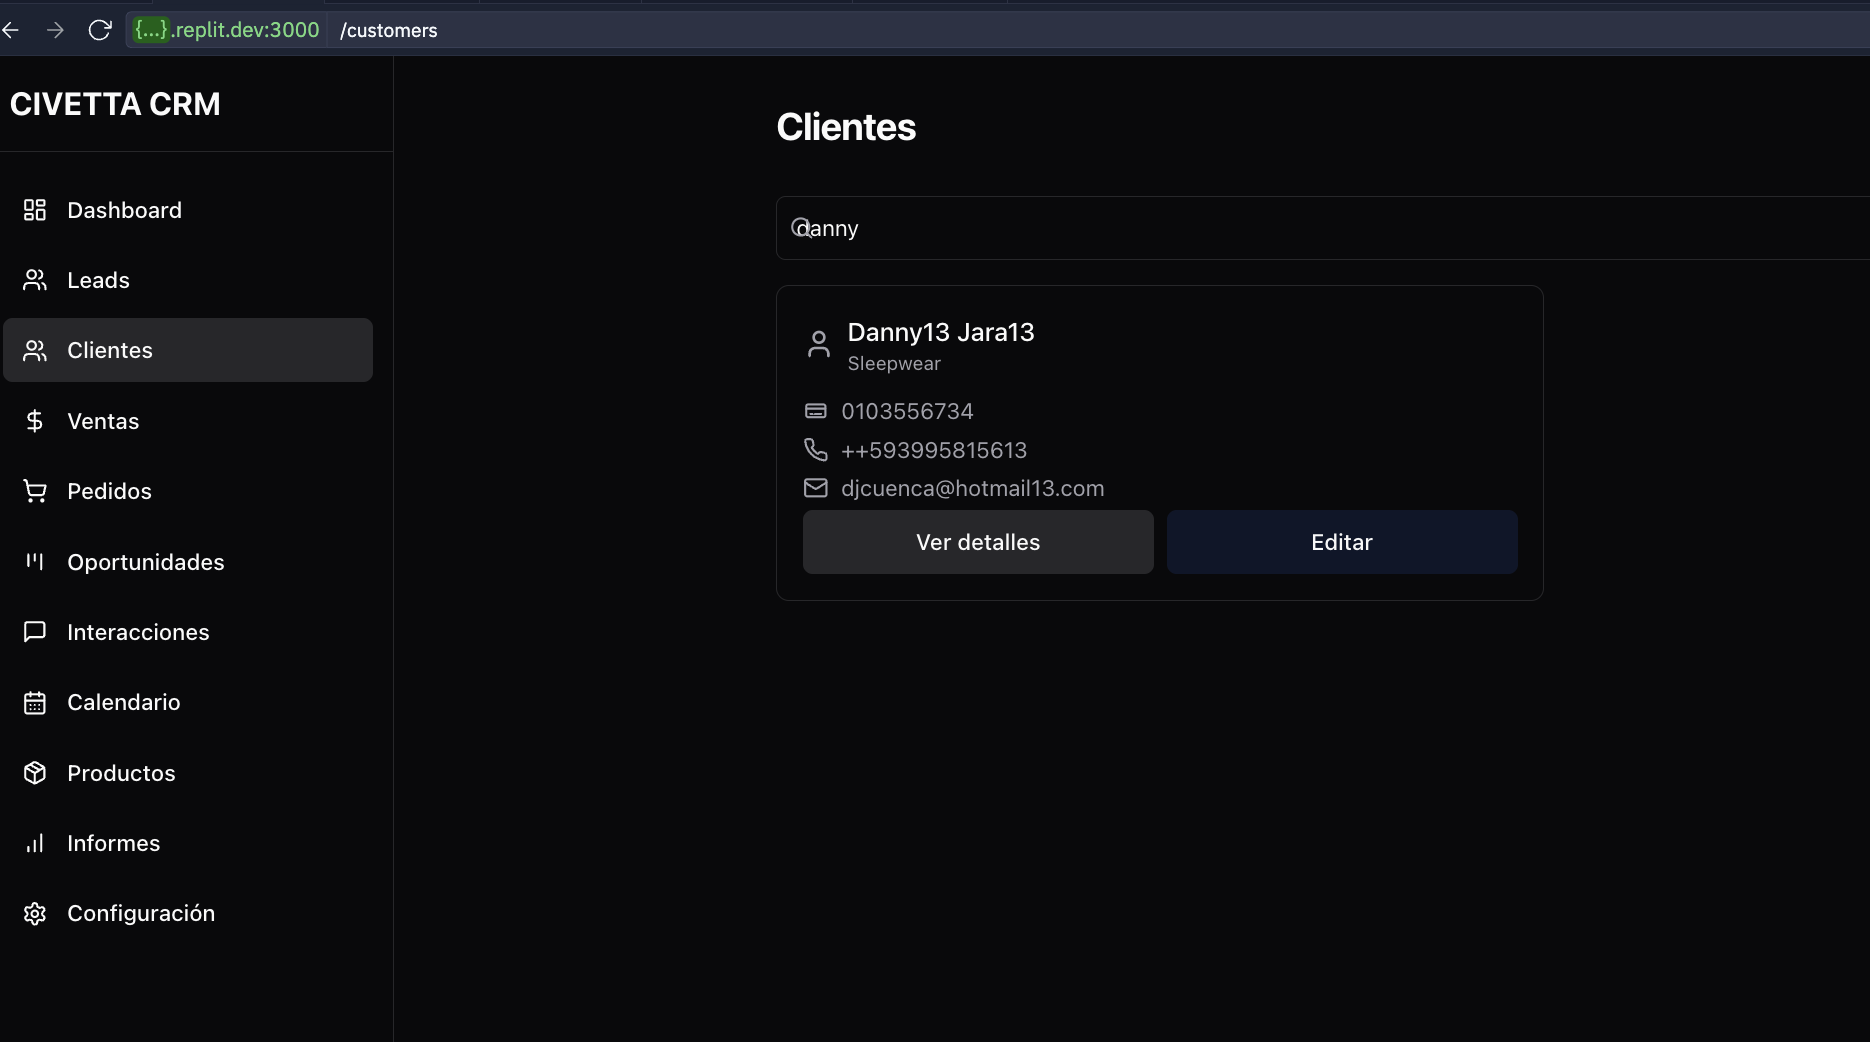 {...}.replit.dev:3000 /customers
CIVETTA CRM
Dashboard
Leads
Clientes
Ventas
Pedidos
Oportunidades
Interacciones
Calendario
Productos
Informes
Configuración
Clientes
danny
Danny13 Jara13
Sleepwear
0103556734
++593995815613
djcuenca@hotmail13.com
Ver detalles
Editar